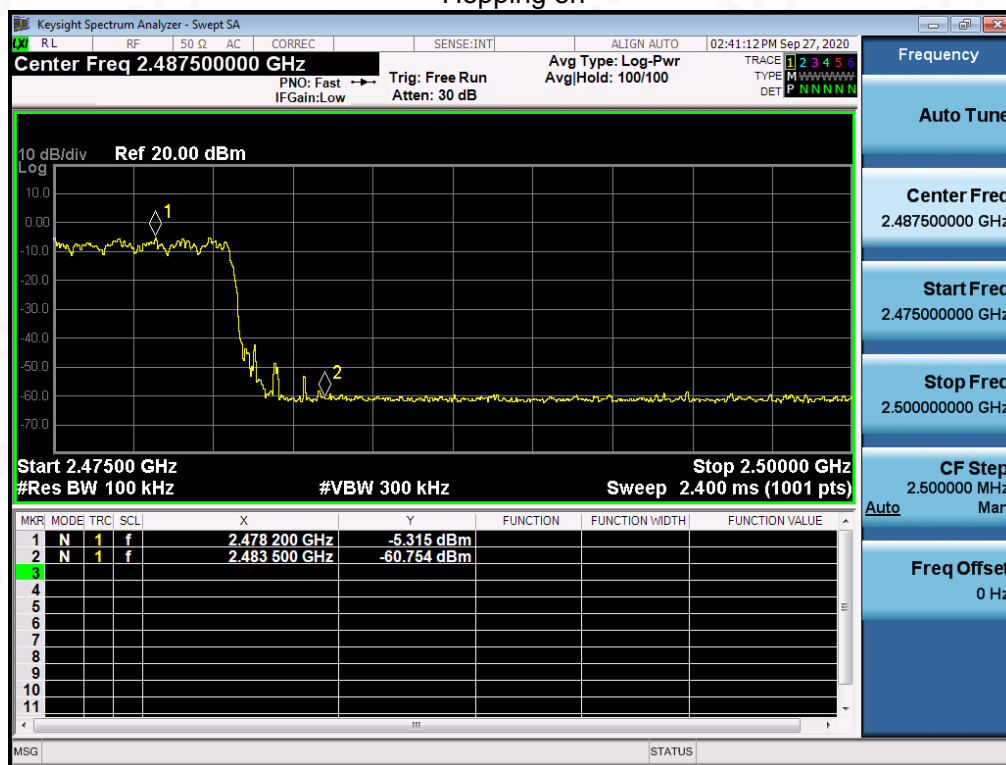 Hopping on
Keysight Spectrum Analyzer - Swept SA
LXI RL RF 50 Ω AC CORREC SENSE:INT ALIGN AUTO 02:41:12 PM Sep 27, 2020
Center Freq 2.487500000 GHz
PNO: Fast
IFGain:Low
Trig: Free Run
Atten: 30 dB
Avg Type: Log-Pwr
Avg|Hold: 100/100
TRACE 1 2 3 4 5 6
TYPE M WWWWW
DET P N N N N N
10 dB/div Ref 20.00 dBm
Log
10.0
0.00
-10.0
-20.0
-30.0
-40.0
-50.0
-60.0
-70.0
1
2
Start 2.47500 GHz Stop 2.50000 GHz
#Res BW 100 kHz #VBW 300 kHz Sweep 2.400 ms (1001 pts)
MKR MODE TRC SCL X Y FUNCTION FUNCTION WIDTH FUNCTION VALUE
1 N 1 f 2.478 200 GHz -5.315 dBm
2 N 1 f 2.483 500 GHz -60.754 dBm
3
4
5
6
7
8
9
10
11
MSG STATUS
Frequency
Auto Tune
Center Freq
2.487500000 GHz
Start Freq
2.475000000 GHz
Stop Freq
2.500000000 GHz
CF Step
2.500000 MHz
Auto Man
Freq Offset
0 Hz